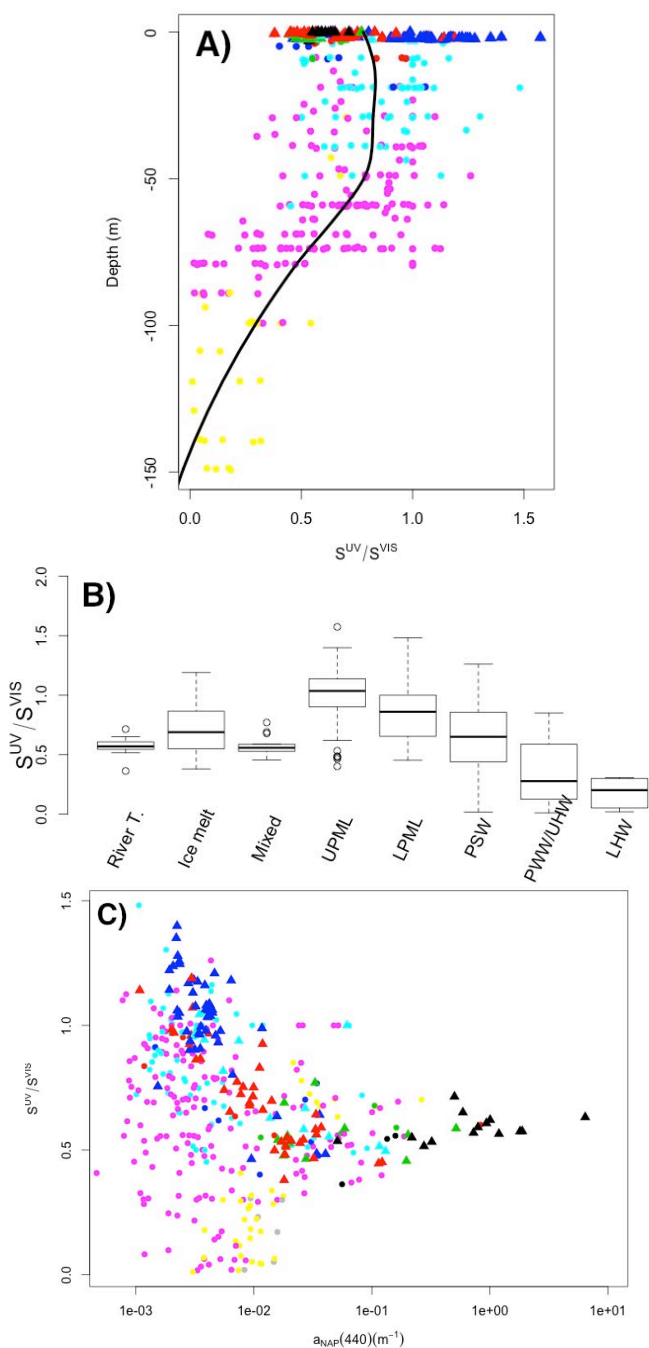 A)
0
-50
-100
-150
Depth (m)
0.0 0.5 1.0 1.5
S^UV/S^VIS
B)
2.0
1.5
1.0
0.5
0.0
S^UV/S^VIS
River T. Ice melt Mixed UPML LPML PSW PWW/UHW LHW
C)
1.5
1.0
0.5
0.0
S^UV/S^VIS
1e-03 1e-02 1e-01 1e+00 1e+01
a_NAP(440)(m^-1)